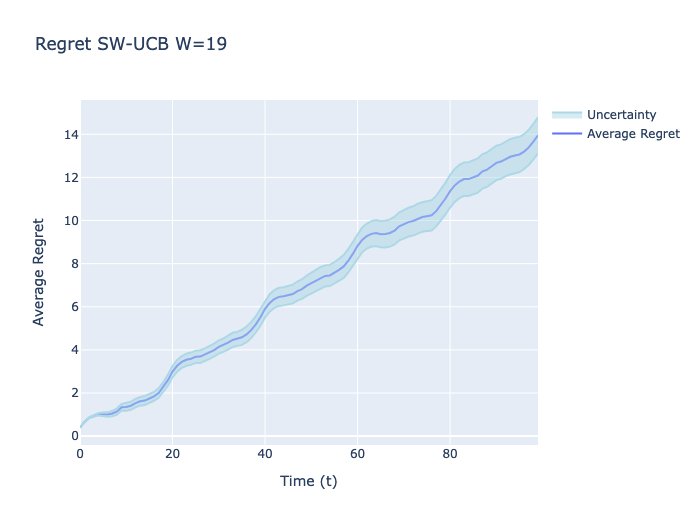 Regret SW-UCB W=19
Uncertainty
Average Regret
14
12
10
8
6
4
2
0
Average Regret
0 20 40 60 80
Time (t)